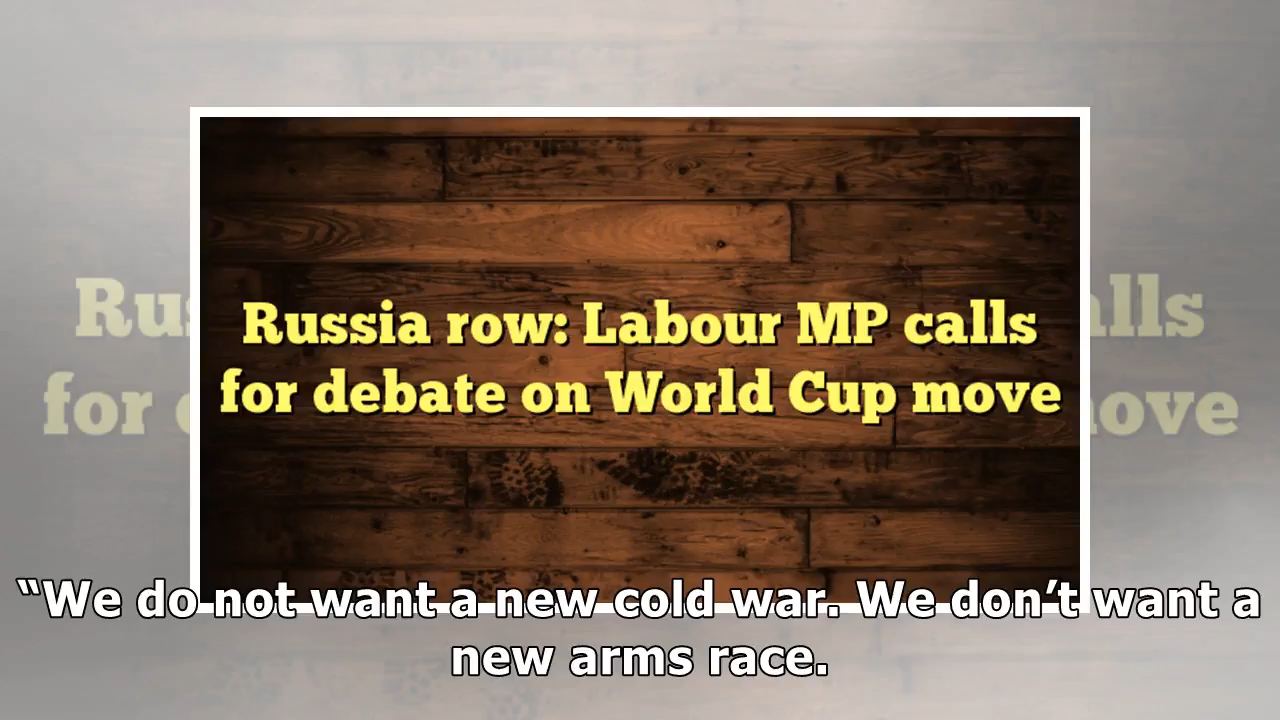 Russia row: Labour MP calls
for debate on World Cup move
“We do not want a new cold war. We don’t want a
new arms race.